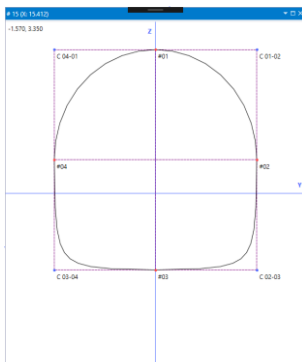 # 15 (X: 15.412)
-1.570, 3.350
Z
C 04-01
#01
C 01-02
#04
#02
Y
C 03-04
#03
C 02-03